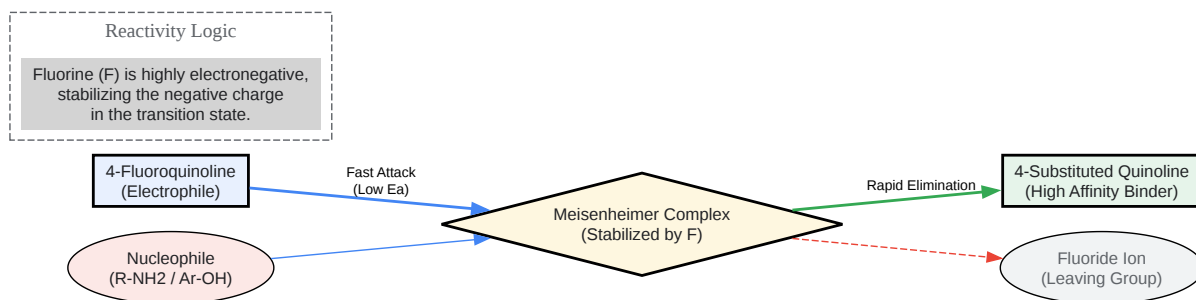 Reactivity Logic
Fluorine (F) is highly electronegative,
stabilizing the negative charge
in the transition state.
4-Fluoroquinoline
(Electrophile)
Fast Attack
(Low Ea)
Rapid Elimination
4-Substituted Quinoline
(High Affinity Binder)
Meisenheimer Complex
(Stabilized by F)
Nucleophile
(R-NH2 / Ar-OH)
Fluoride Ion
(Leaving Group)